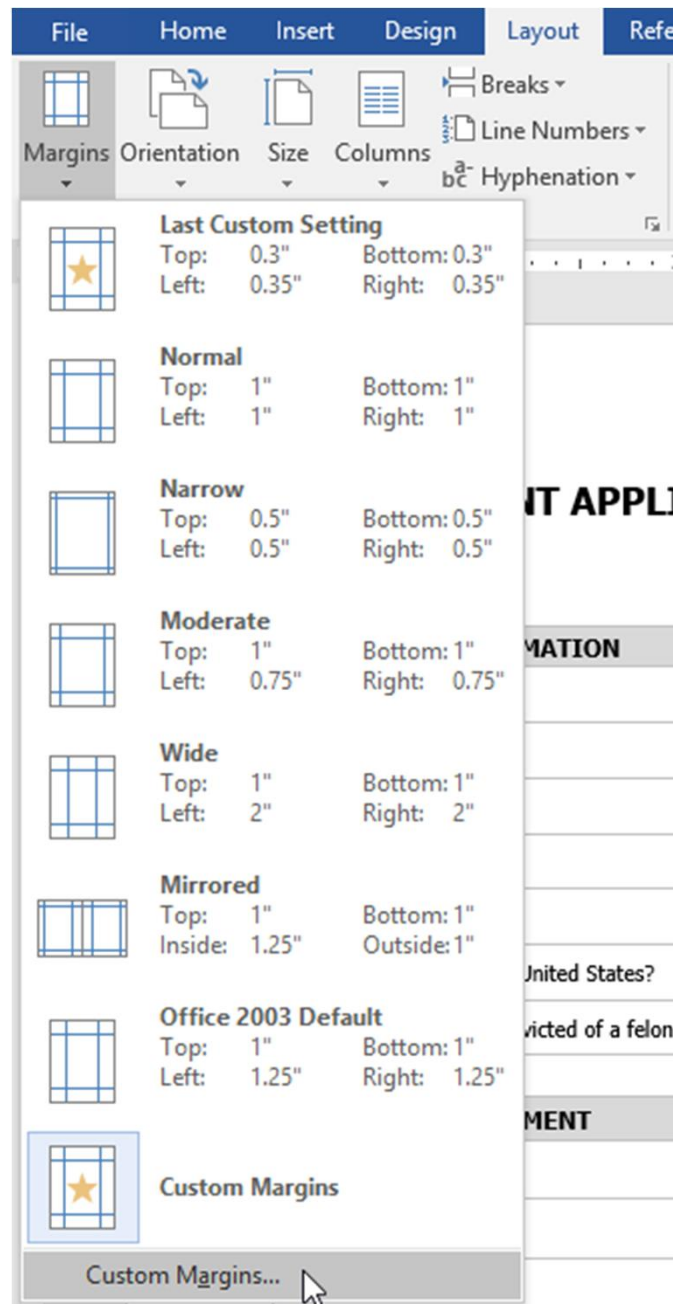 File Home Insert Design Layout Refe
Breaks
Line Numbers
Margins Orientation Size Columns
Hyphenation
Last Custom Setting
Top: 0.3" Bottom: 0.3"
Left: 0.35" Right: 0.35"
Normal
Top: 1" Bottom: 1"
Left: 1" Right: 1"
Narrow
Top: 0.5" Bottom: 0.5"
Left: 0.5" Right: 0.5"
NT APPLI
Moderate
Top: 1" Bottom: 1"
Left: 0.75" Right: 0.75"
MATION
Wide
Top: 1" Bottom: 1"
Left: 2" Right: 2"
Mirrored
Top: 1" Bottom: 1"
Inside: 1.25" Outside: 1"
United States?
Office 2003 Default
Top: 1" Bottom: 1"
Left: 1.25" Right: 1.25"
victed of a felon
MENT
Custom Margins
Custom Margins...